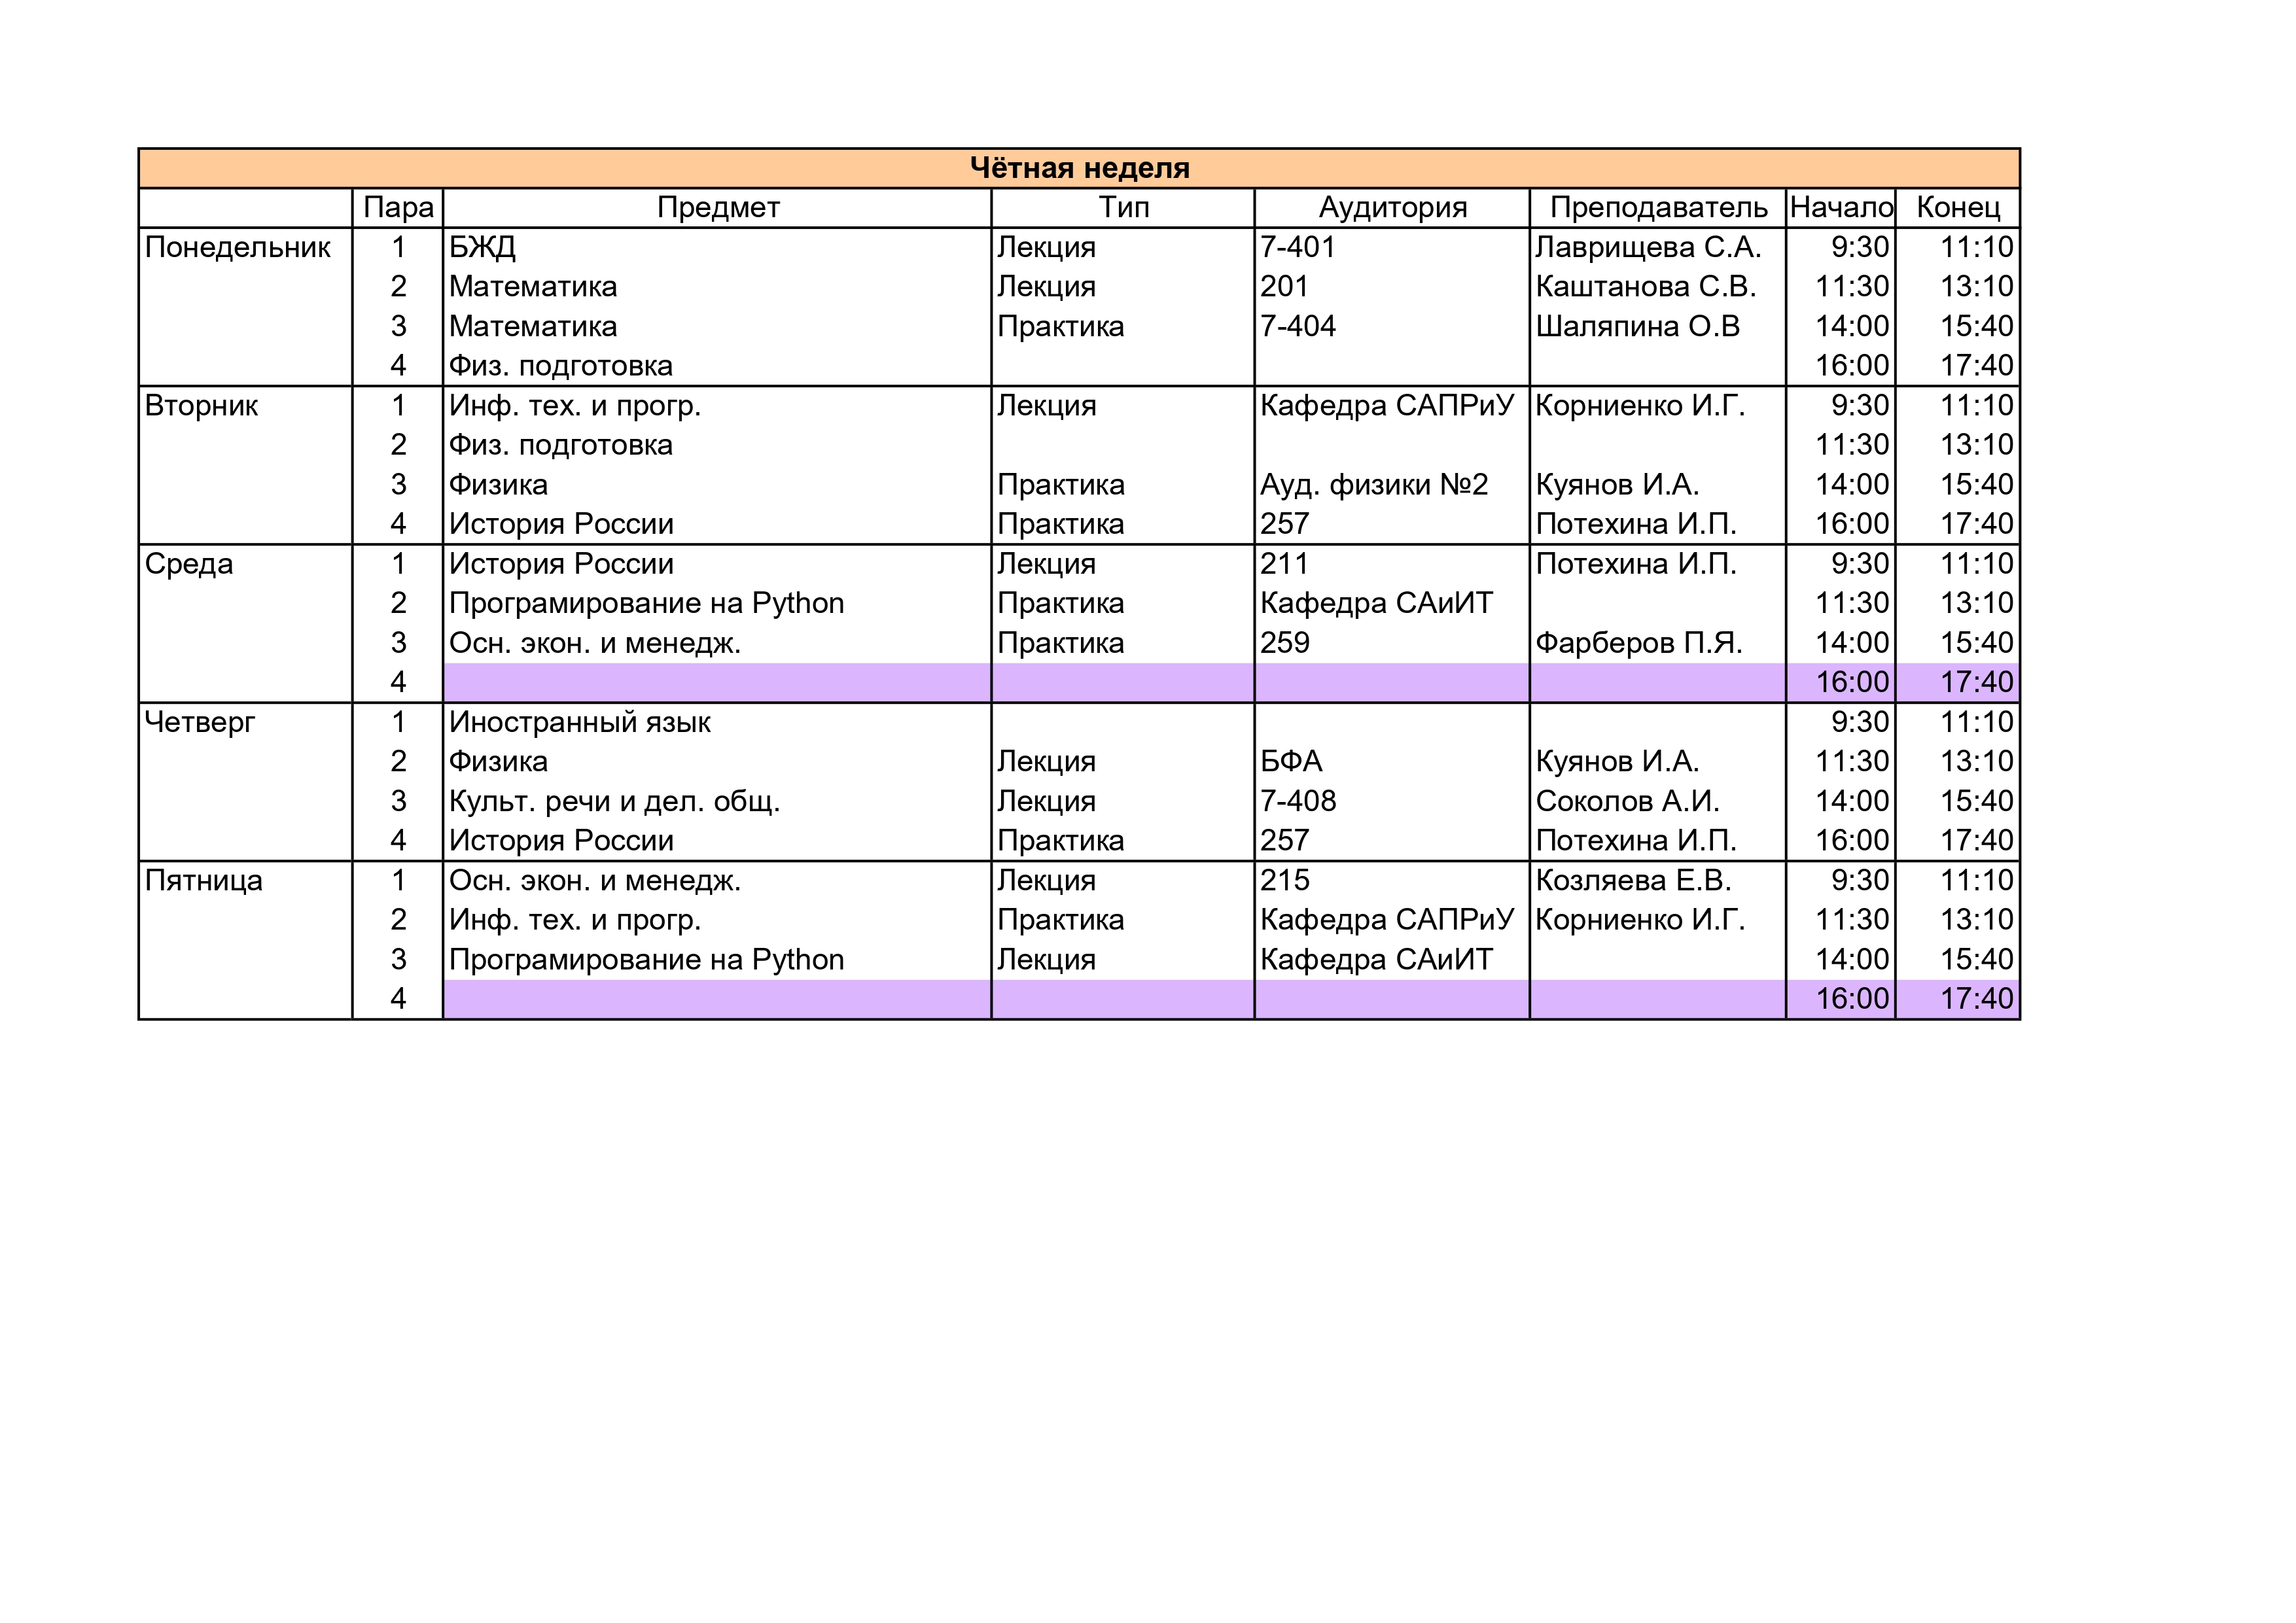 Чётная неделя
Пара Предмет Тип Аудитория Преподаватель Начало Конец
Понедельник 1 БЖД Лекция 7-401 Лаврищева С.А. 9:30 11:10
2 Математика Лекция 201 Каштанова С.В. 11:30 13:10
3 Математика Практика 7-404 Шаляпина О.В 14:00 15:40
4 Физ. подготовка 16:00 17:40
Вторник 1 Инф. тех. и прогр. Лекция Кафедра САПРиУ Корниенко И.Г. 9:30 11:10
2 Физ. подготовка 11:30 13:10
3 Физика Практика Ауд. физики №2 Куянов И.А. 14:00 15:40
4 История России Практика 257 Потехина И.П. 16:00 17:40
Среда 1 История России Лекция 211 Потехина И.П. 9:30 11:10
2 Програмирование на Python Практика Кафедра САиИТ 11:30 13:10
3 Осн. экон. и менедж. Практика 259 Фарберов П.Я. 14:00 15:40
4 16:00 17:40
Четверг 1 Иностранный язык 9:30 11:10
2 Физика Лекция БФА Куянов И.А. 11:30 13:10
3 Культ. речи и дел. общ. Лекция 7-408 Соколов А.И. 14:00 15:40
4 История России Практика 257 Потехина И.П. 16:00 17:40
Пятница 1 Осн. экон. и менедж. Лекция 215 Козляева Е.В. 9:30 11:10
2 Инф. тех. и прогр. Практика Кафедра САПРиУ Корниенко И.Г. 11:30 13:10
3 Програмирование на Python Лекция Кафедра САиИТ 14:00 15:40
4 16:00 17:40